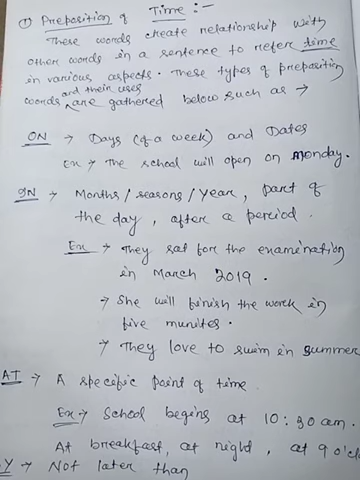 ① Preposition of Time :-
These words create relationship with
other words in a sentence to refer time
in various aspects. These types of preposition
and their uses
words are gathered below such as →
ON → Days (of a week) and Dates
Ex → The school will open on Monday.
IN → Months / seasons / Year, part of
the day, after a period.
Ex → They sat for the examination
in March 2019.
→ She will finish the work in
five munites.
→ They love to swim in summer
AT → A specific point of time
Ex → School begins at 10:30 am.
At breakfast, at night, at 9 o'cl
Y → Not later than